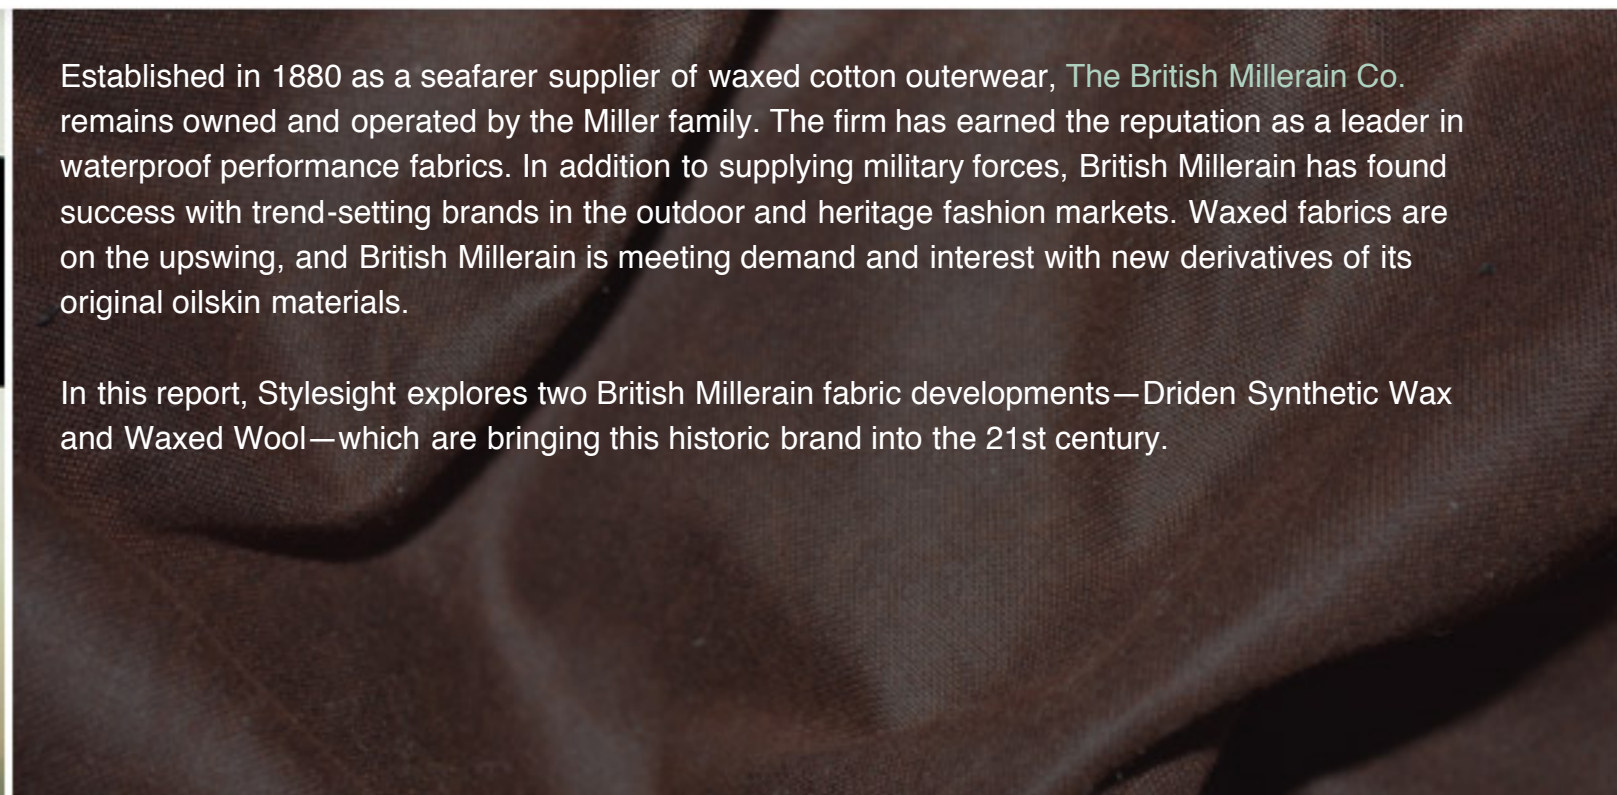 Established in 1880 as a seafarer supplier of waxed cotton outerwear, The British Millerain Co.
remains owned and operated by the Miller family. The firm has earned the reputation as a leader in
waterproof performance fabrics. In addition to supplying military forces, British Millerain has found
success with trend-setting brands in the outdoor and heritage fashion markets. Waxed fabrics are
on the upswing, and British Millerain is meeting demand and interest with new derivatives of its
original oilskin materials.
In this report, Stylesight explores two British Millerain fabric developments—Driden Synthetic Wax
and Waxed Wool—which are bringing this historic brand into the 21st century.